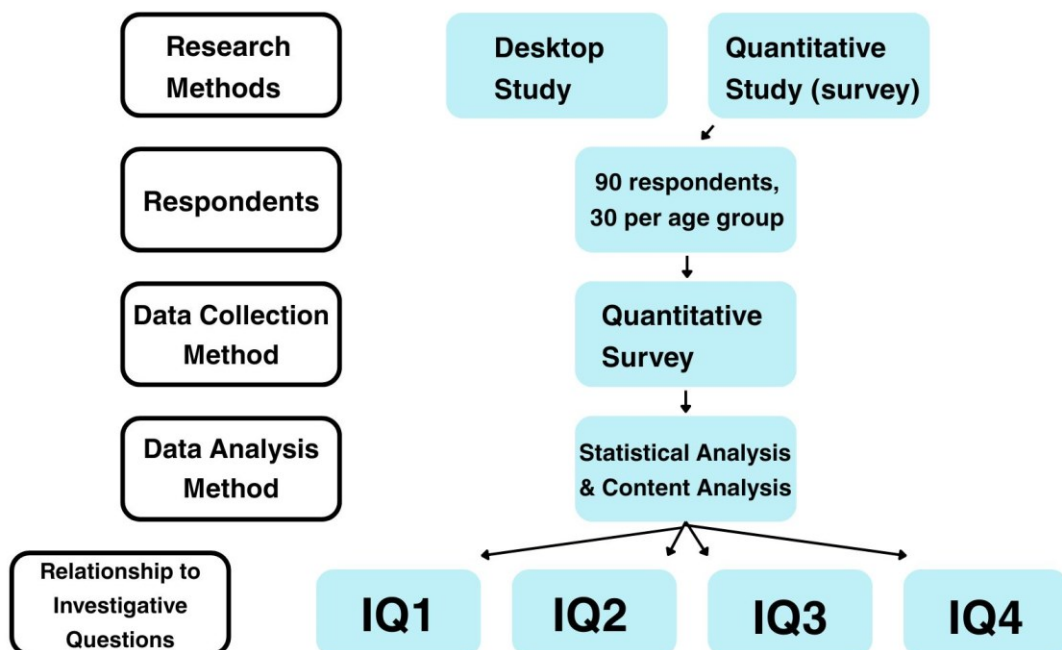 Research
Methods
Desktop
Study
Quantitative
Study (survey)
Respondents
90 respondents,
30 per age group
Data Collection
Method
Quantitative
Survey
Data Analysis
Method
Statistical Analysis
& Content Analysis
Relationship to
Investigative
Questions
IQ1
IQ2
IQ3
IQ4